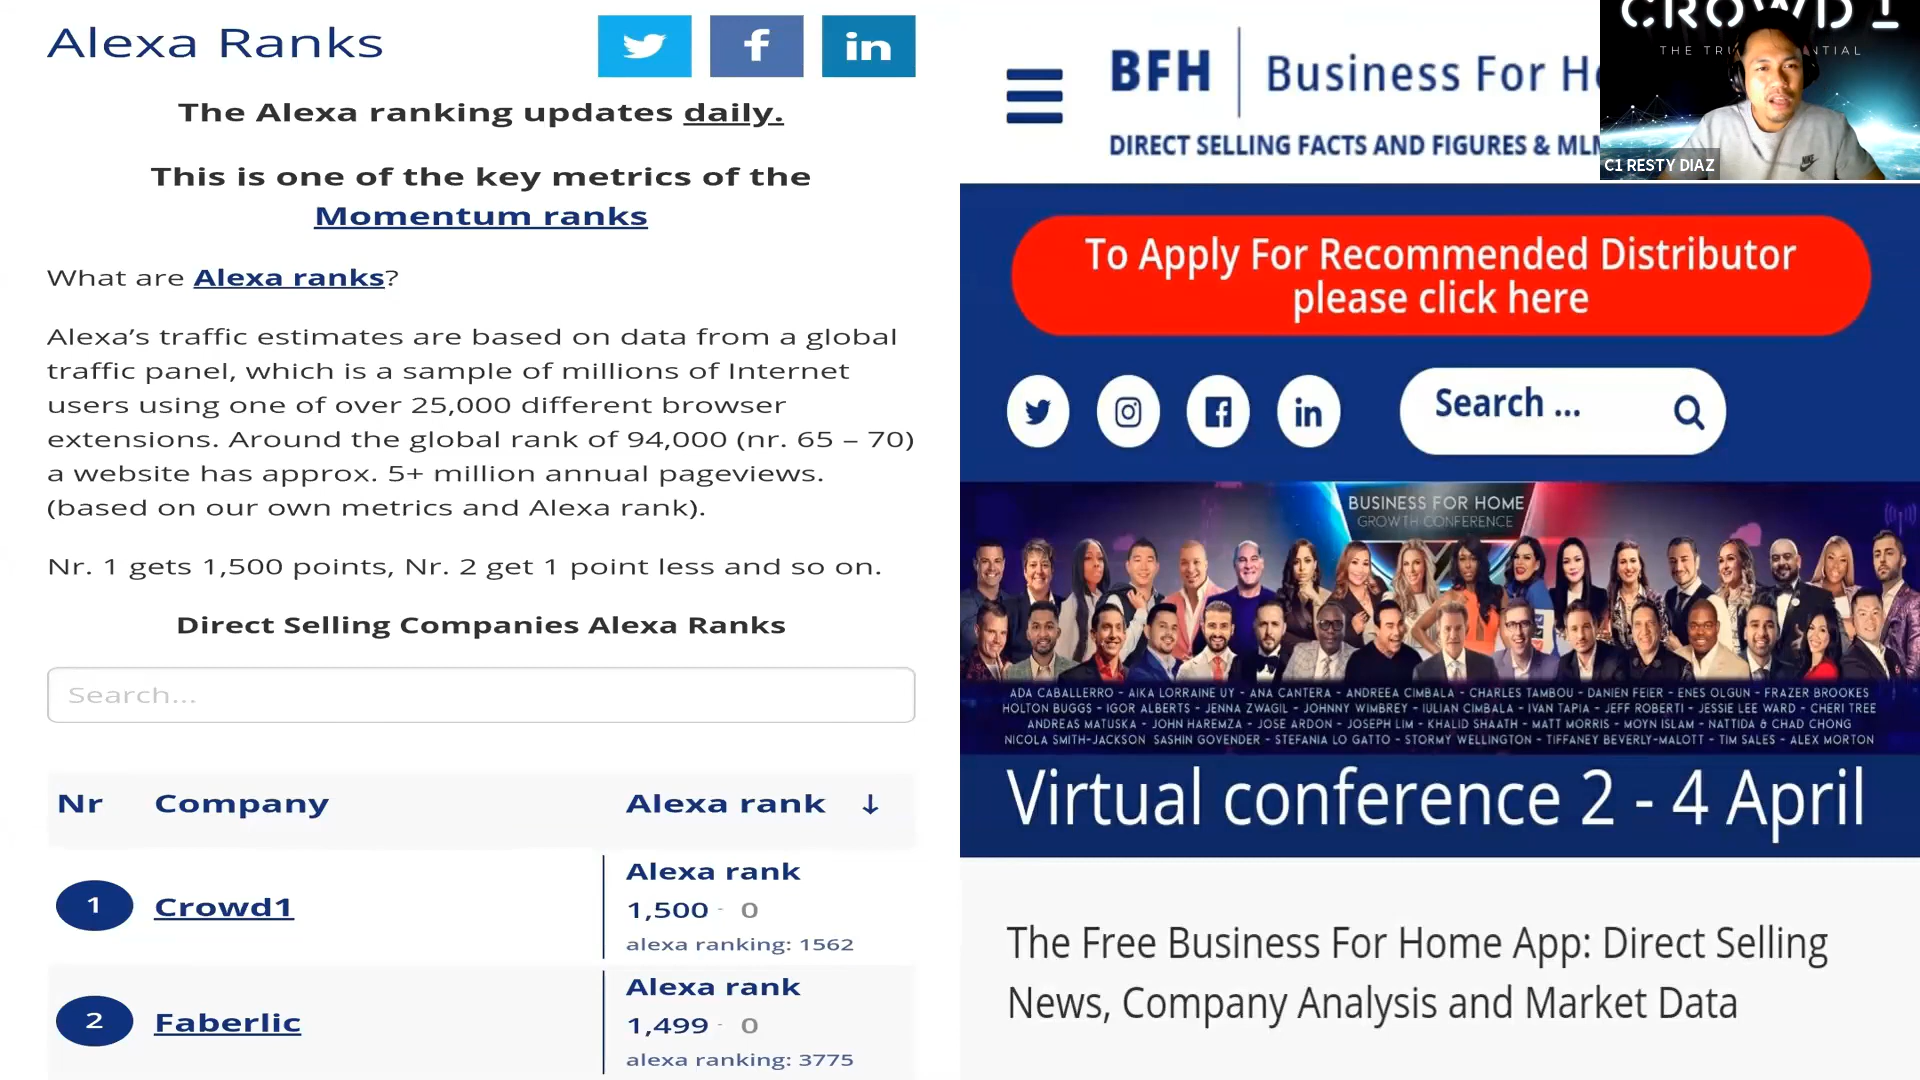 Alexa Ranks
The Alexa ranking updates daily.
This is one of the key metrics of the
Momentum ranks
What are Alexa ranks?
Alexa’s traffic estimates are based on data from a global
traffic panel, which is a sample of millions of Internet
users using one of over 25,000 different browser
extensions. Around the global rank of 94,000 (nr. 65 – 70)
a website has approx. 5+ million annual pageviews.
(based on our own metrics and Alexa rank).
Nr. 1 gets 1,500 points, Nr. 2 get 1 point less and so on.
Direct Selling Companies Alexa Ranks
Search...
Nr Company Alexa rank ↓
1 Crowd1
Alexa rank
1,500 - 0
alexa ranking: 1562
2 Faberlic
Alexa rank
1,499 - 0
alexa ranking: 3775
BFH Business For
DIRECT SELLING FACTS AND FIGURES &
CROWD1
C1 RESTY DIAZ
To Apply For Recommended Distributor
please click here
Search ...
BUSINESS FOR HOME
GROWTH CONFERENCE
ADA CABALLERRO - AIKA LORRAINE UY - ANA CANTERA - ANDREEA CIMBALA - CHARLES TAMBOU - DANIEN FEIER - ENES OLGUN - FRAZER BROOKES
HOLTON BUGGS - IGOR ALBERTS - JENNA ZWAGIL - JOHNNY WIMBREY - IULIAN CIMBALA - IVAN TAPIA - JEFF ROBERTI - JESSIE LEE WARD - CHERI TREE
ANDREAS MATUSKA - JOHN HAREMZA - JOSE ARDON - JOSEPH LIM - KHALID SHAATH - MATT MORRIS - MOYN ISLAM - NATTIDA & CHAD CHONG
NICOLA SMITH-JACKSON SASHIN GOVENDER - STEFANIA LO GATTO - STORMY WELLINGTON - TIFFANEY BEVERLY-MALOTT - TIM SALES - ALEX MORTON
Virtual conference 2 - 4 April
The Free Business For Home App: Direct Selling
News, Company Analysis and Market Data